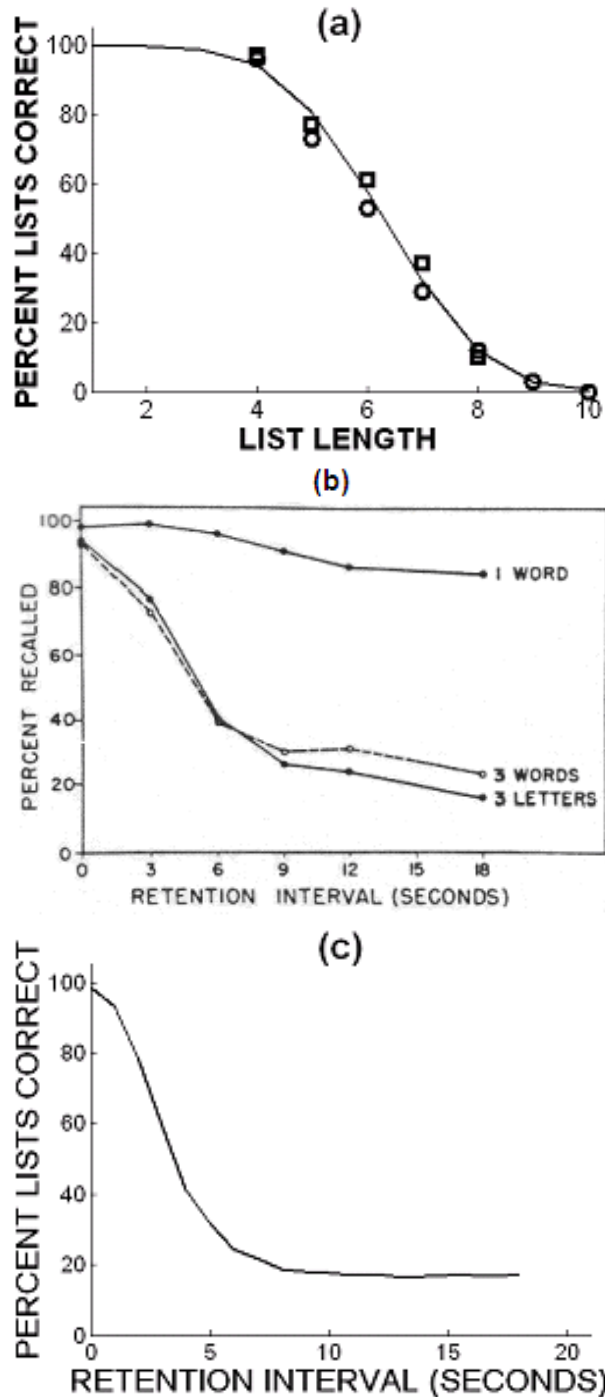 (a)
PERCENT LISTS CORRECT
100
80
60
40
20
0
2 4 6 8 10
LIST LENGTH
(b)
PERCENT RECALLED
100
80
60
40
20
0
1 WORD
3 WORDS
3 LETTERS
0 3 6 9 12 15 18
RETENTION INTERVAL (SECONDS)
(c)
PERCENT LISTS CORRECT
100
80
60
40
20
0
0 5 10 15 20
RETENTION INTERVAL (SECONDS)